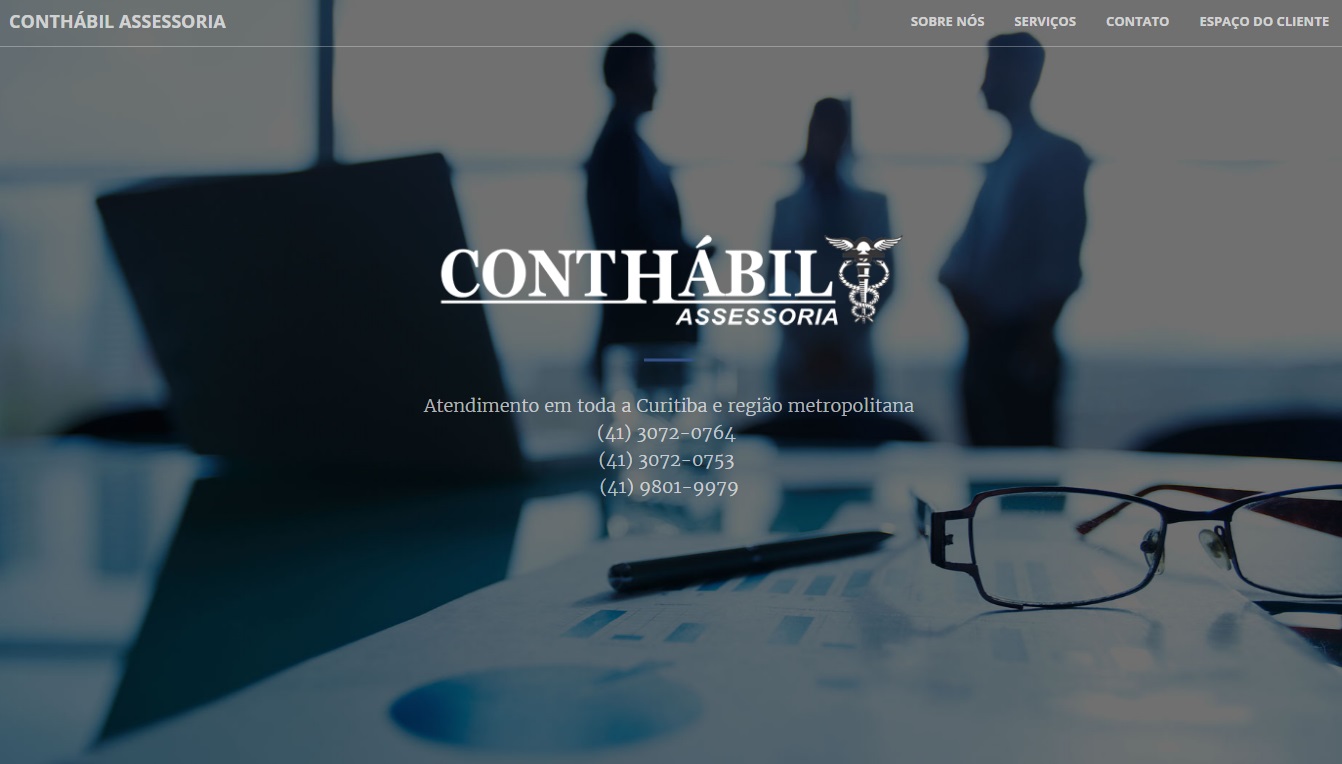 CONTHÁBIL ASSESSORIA
SOBRE NÓS SERVIÇOS CONTATO ESPAÇO DO CLIENTE
CONTHÁBIL
ASSESSORIA
Atendimento em toda a Curitiba e região metropolitana
(41) 3072-0764
(41) 3072-0753
(41) 9801-9979